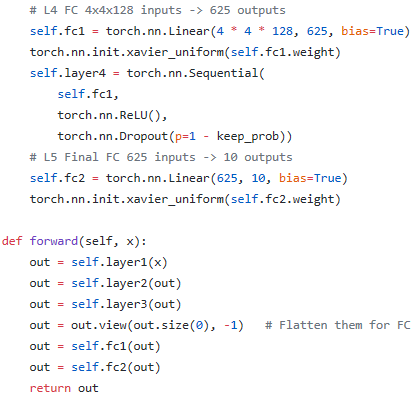 # L4 FC 4x4x128 inputs -> 625 outputs
self.fc1 = torch.nn.Linear(4 * 4 * 128, 625, bias=True)
torch.nn.init.xavier_uniform(self.fc1.weight)
self.layer4 = torch.nn.Sequential(
self.fc1,
torch.nn.ReLU(),
torch.nn.Dropout(p=1 - keep_prob))
# L5 Final FC 625 inputs -> 10 outputs
self.fc2 = torch.nn.Linear(625, 10, bias=True)
torch.nn.init.xavier_uniform(self.fc2.weight)
def forward(self, x):
out = self.layer1(x)
out = self.layer2(out)
out = self.layer3(out)
out = out.view(out.size(0), -1)   # Flatten them for FC
out = self.fc1(out)
out = self.fc2(out)
return out